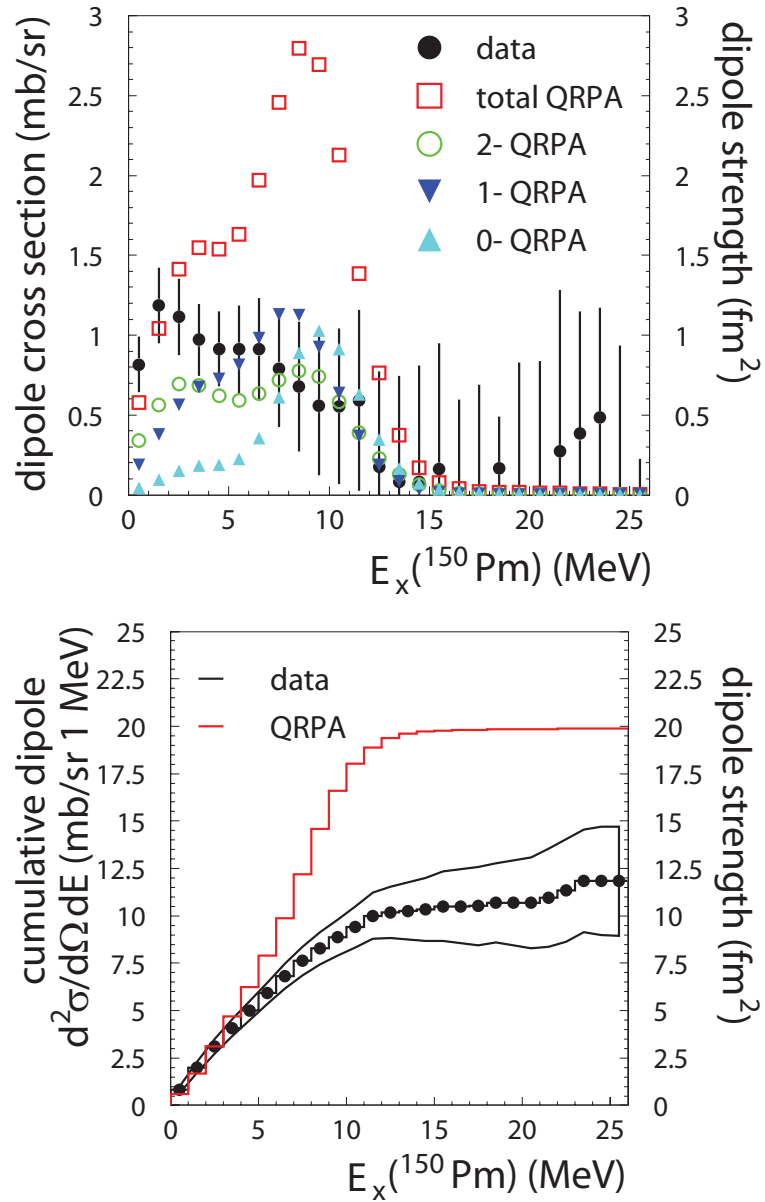 3
2.5
2
1.5
1
0.5
0
dipole cross section (mb/sr)
data
total QRPA
2- QRPA
1- QRPA
0- QRPA
3
2.5
2
1.5
1
0.5
0
dipole strength (fm²)
0 5 10 15 20 25
Eₓ(¹⁵⁰Pm) (MeV)
25
22.5
20
17.5
15
12.5
10
7.5
5
2.5
0
cumulative dipole
d²σ/dΩdE (mb/sr 1 MeV)
data
QRPA
25
22.5
20
17.5
15
12.5
10
7.5
5
2.5
0
dipole strength (fm²)
0 5 10 15 20 25
Eₓ(¹⁵⁰Pm) (MeV)